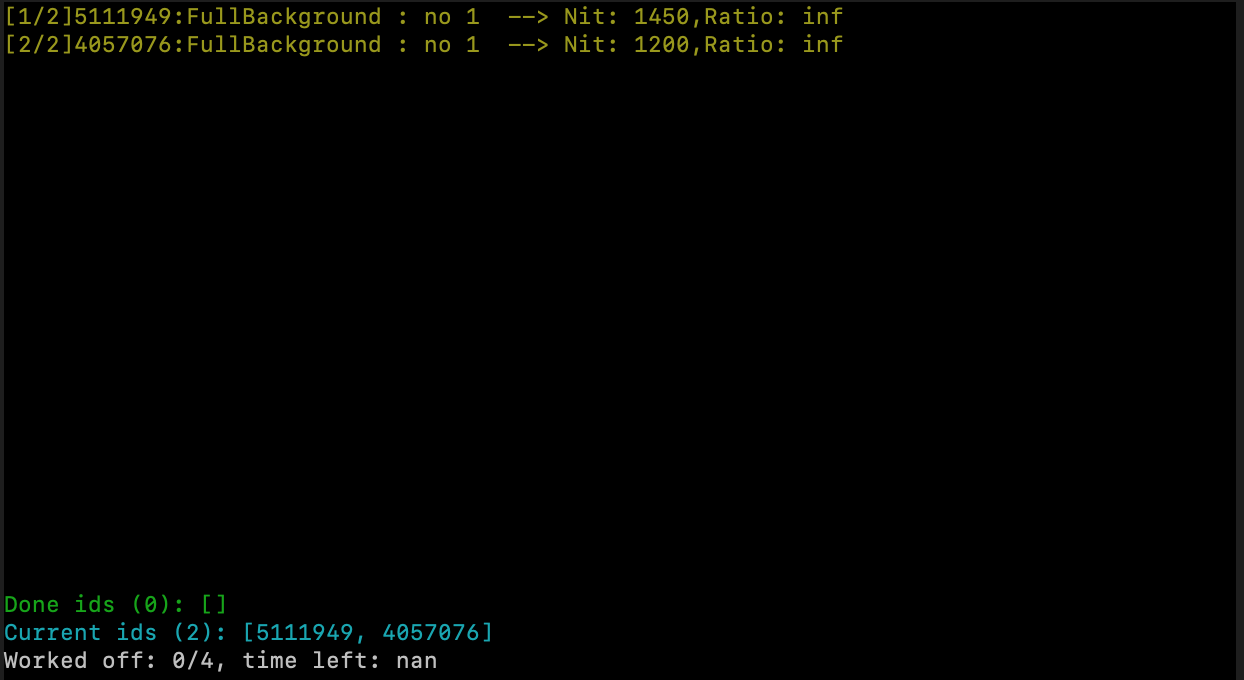 [1/2]5111949:FullBackground : no 1  --> Nit: 1450,Ratio: inf
[2/2]4057076:FullBackground : no 1  --> Nit: 1200,Ratio: inf
Done ids (0): []
Current ids (2): [5111949, 4057076]
Worked off: 0/4, time left: nan